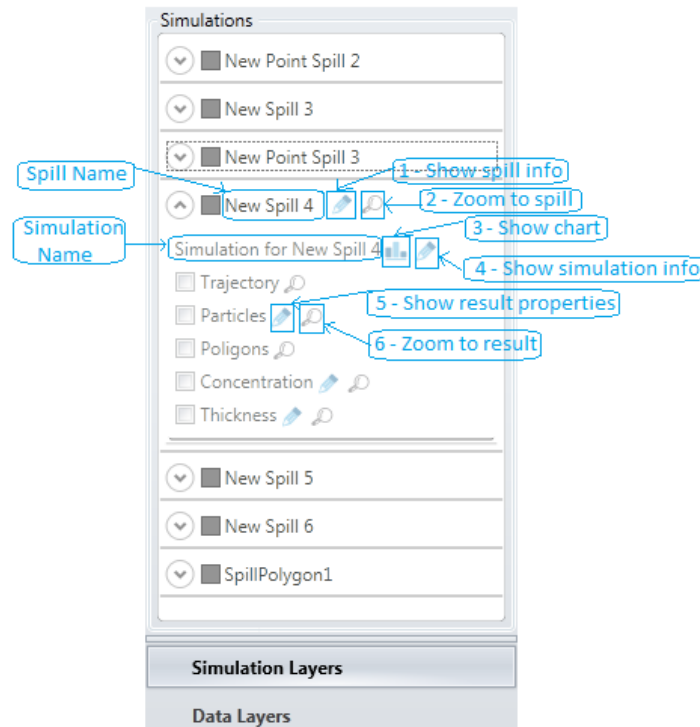 Simulations
New Point Spill 2
New Spill 3
New Point Spill 3
Spill Name
1 - Show spill info
New Spill 4
2 - Zoom to spill
Simulation
Name
3 - Show chart
Simulation for New Spill 4
4 - Show simulation info
Trajectory
5 - Show result properties
Particles
6 - Zoom to result
Poligons
Concentration
Thickness
New Spill 5
New Spill 6
SpillPolygon1
Simulation Layers
Data Layers